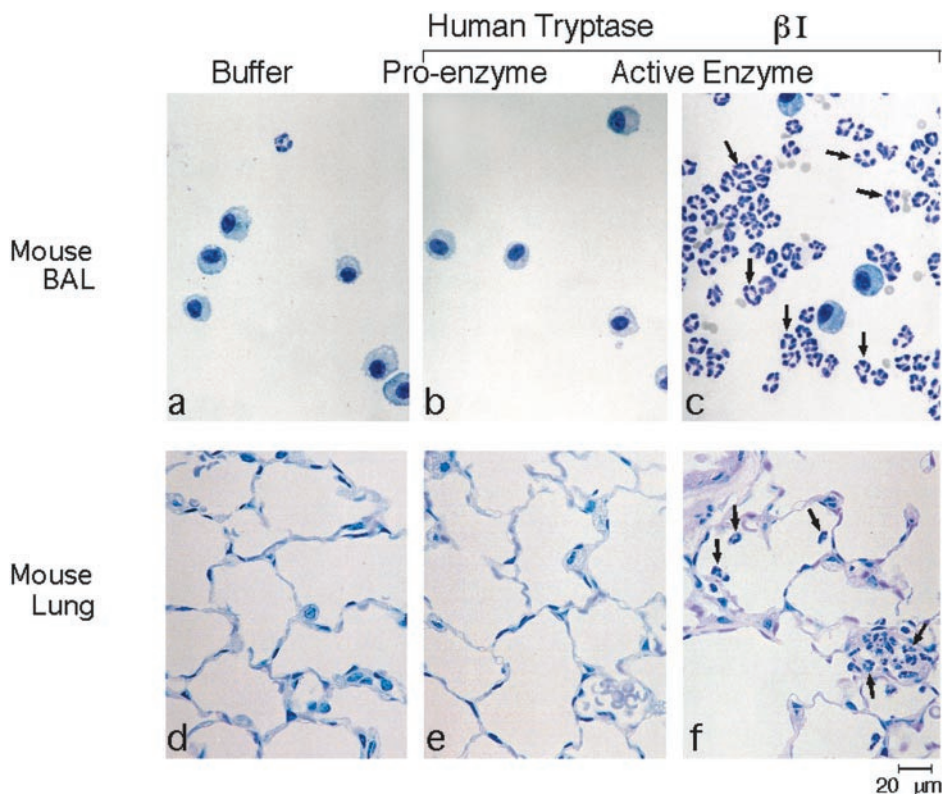 Human Tryptase βI
Buffer Pro-enzyme Active Enzyme
Mouse
BAL
a b c
Mouse
Lung
d e f
20 μm